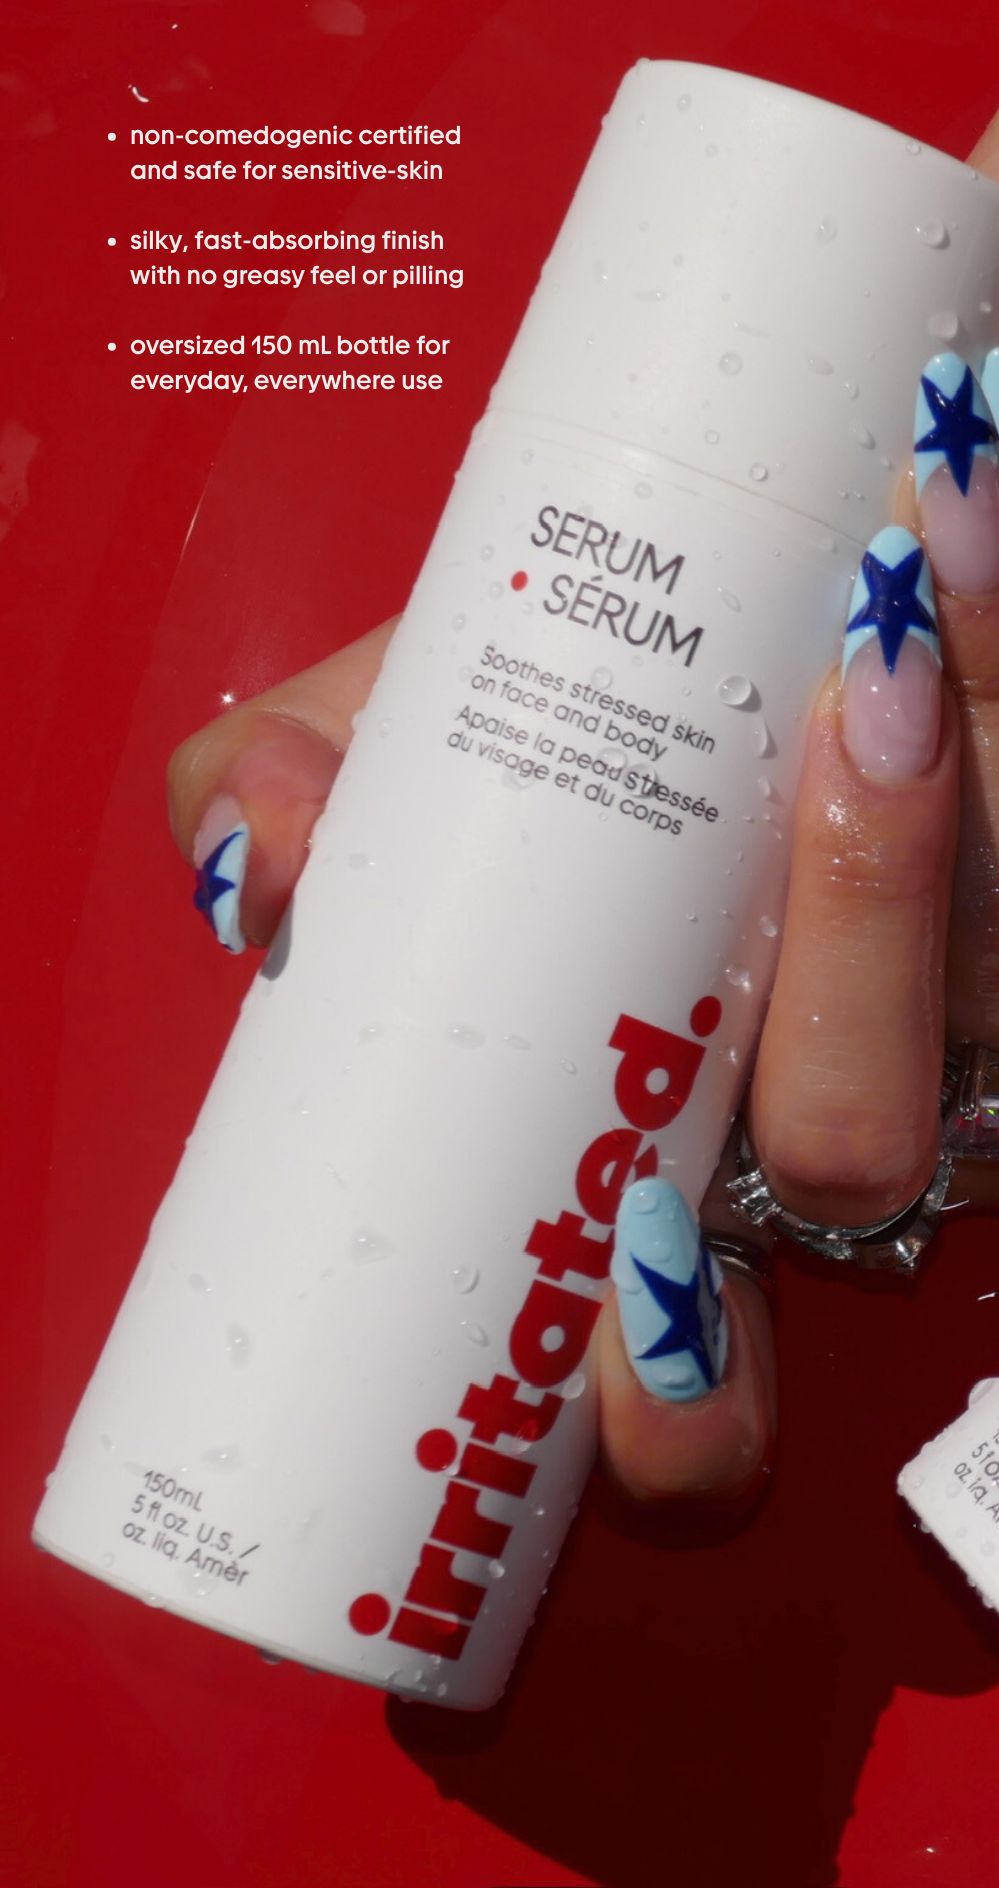 • non-comedogenic certified
and safe for sensitive-skin
• silky, fast-absorbing finish
with no greasy feel or pilling
• oversized 150 mL bottle for
everyday, everywhere use
SERUM
• SÉRUM
Soothes stressed skin
on face and body
Apaise la peau stressée
du visage et du corps
irritated.
150mL
5 fl oz. U.S. /
oz. liq. Amér